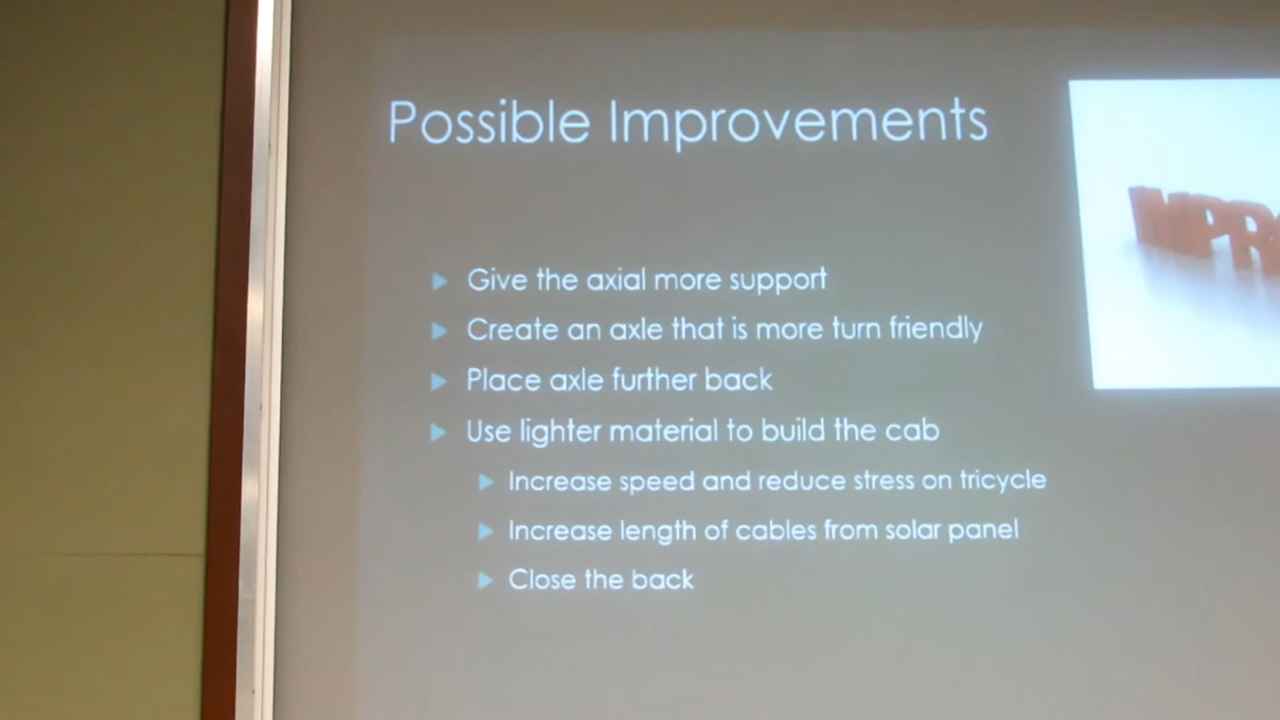 Possible Improvements
Give the axial more support
Create an axle that is more turn friendly
Place axle further back
Use lighter material to build the cab
Increase speed and reduce stress on tricycle
Increase length of cables from solar panel
Close the back
IMPRO